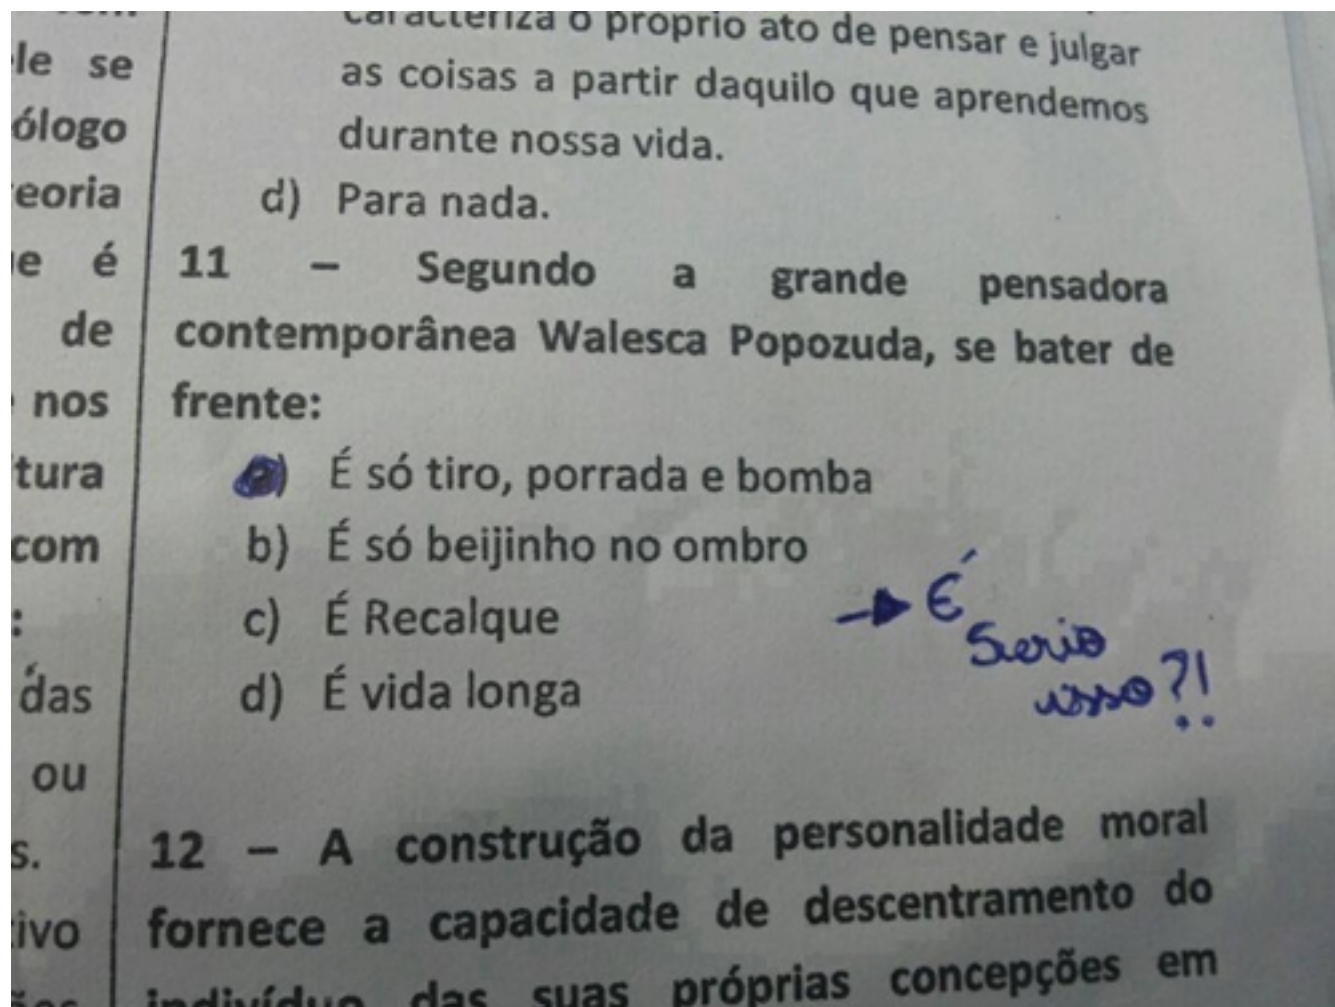 le se
ólogo
eoria
e é
de
nos
tura
com
:
das
ou
s.
ivo
caracteriza o próprio ato de pensar e julgar
as coisas a partir daquilo que aprendemos
durante nossa vida.
d) Para nada.
11 – Segundo a grande pensadora
contemporânea Walesca Popozuda, se bater de
frente:
a) É só tiro, porrada e bomba
b) É só beijinho no ombro
c) É Recalque
d) É vida longa
É
Serio
isso?!
12 – A construção da personalidade moral
fornece a capacidade de descentramento do
indivíduo das suas próprias concepções em